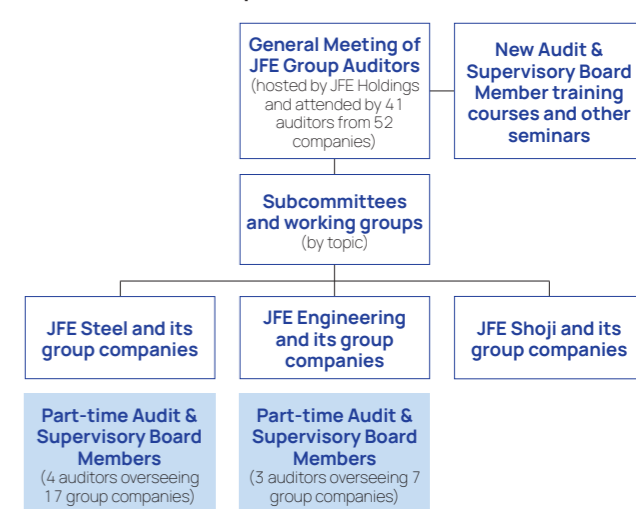 General Meeting of
JFE Group Auditors
(hosted by JFE Holdings
and attended by 41
auditors from 52
companies)
New Audit &
Supervisory Board
Member training
courses and other
seminars
Subcommittees
and working groups
(by topic)
JFE Steel and its
group companies
JFE Engineering
and its group
companies
JFE Shoji and its
group companies
Part-time Audit &
Supervisory Board
Members
(4 auditors overseeing
17 group companies)
Part-time Audit &
Supervisory Board
Members
(3 auditors overseeing 7
group companies)